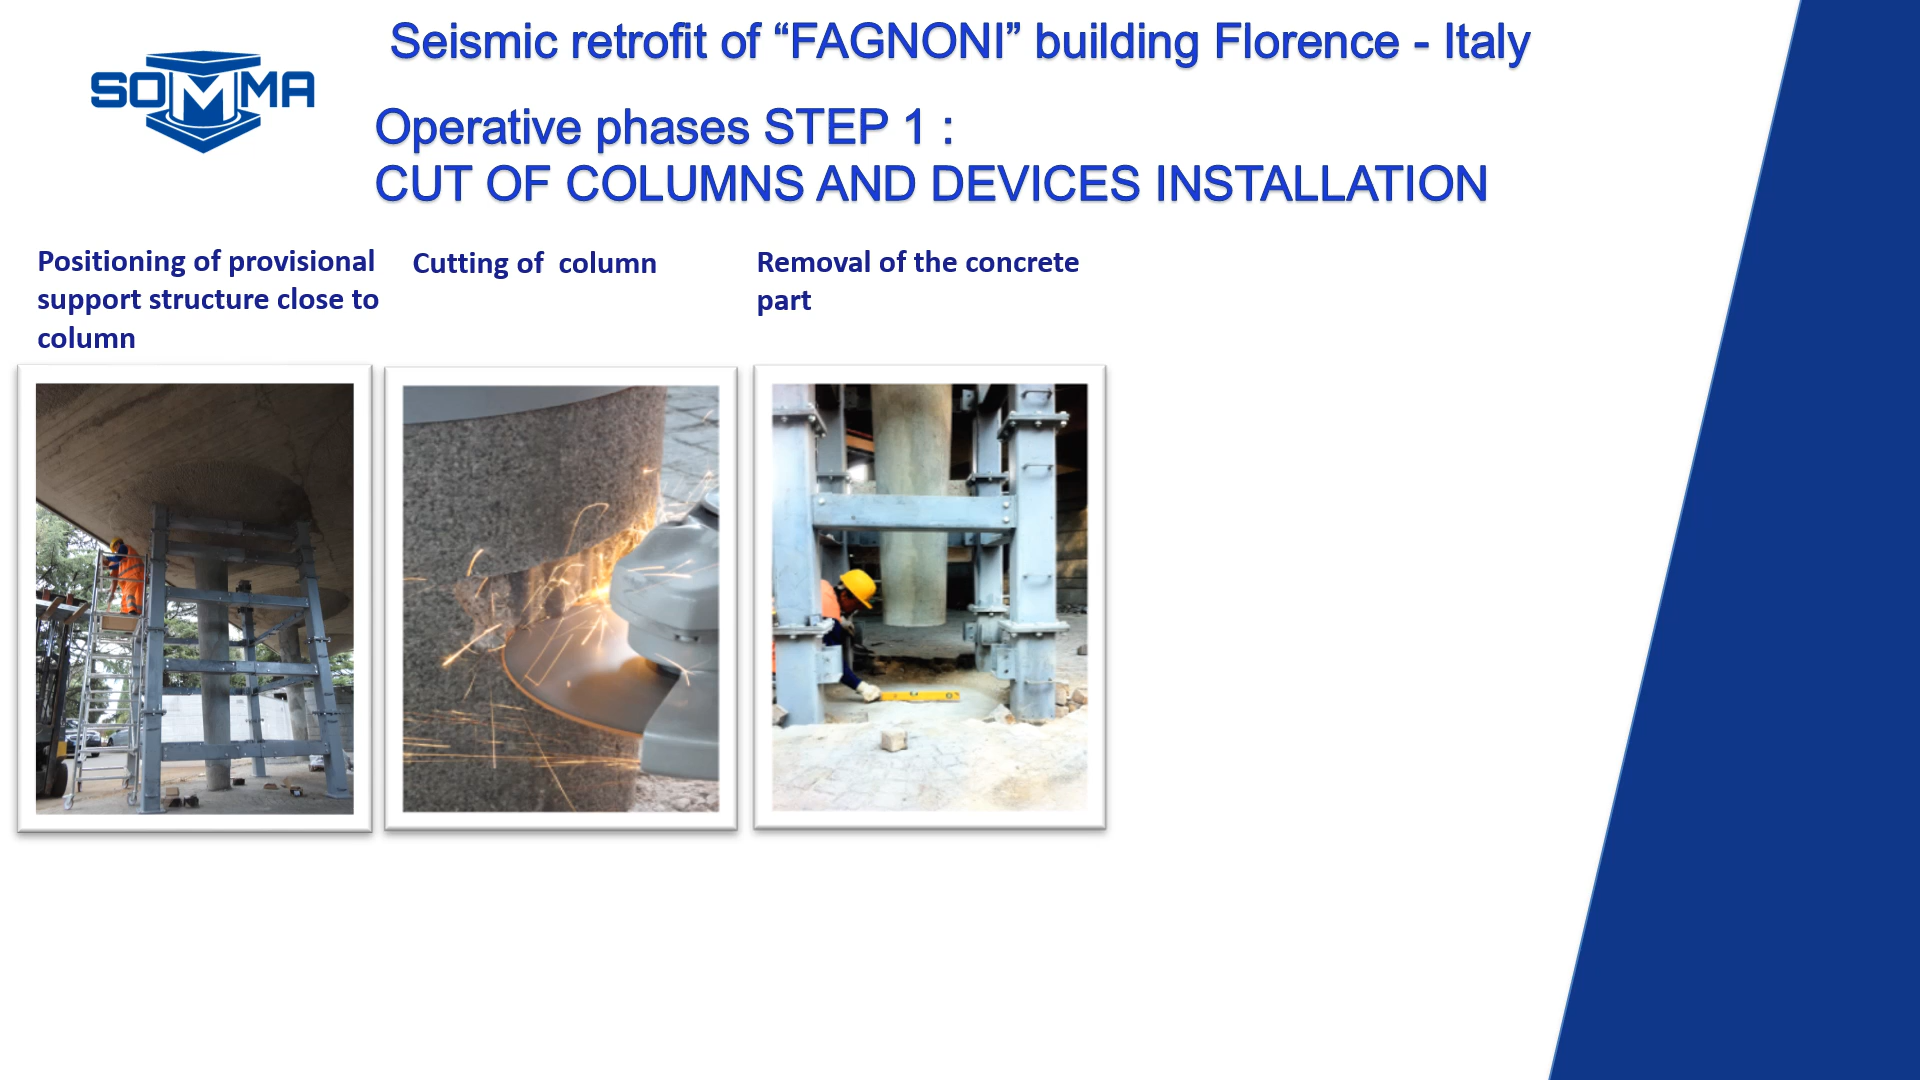 SOMMA
Seismic retrofit of “FAGNONI” building Florence - Italy
Operative phases STEP 1 :
CUT OF COLUMNS AND DEVICES INSTALLATION
Positioning of provisional
support structure close to
column
Cutting of  column
Removal of the concrete
part